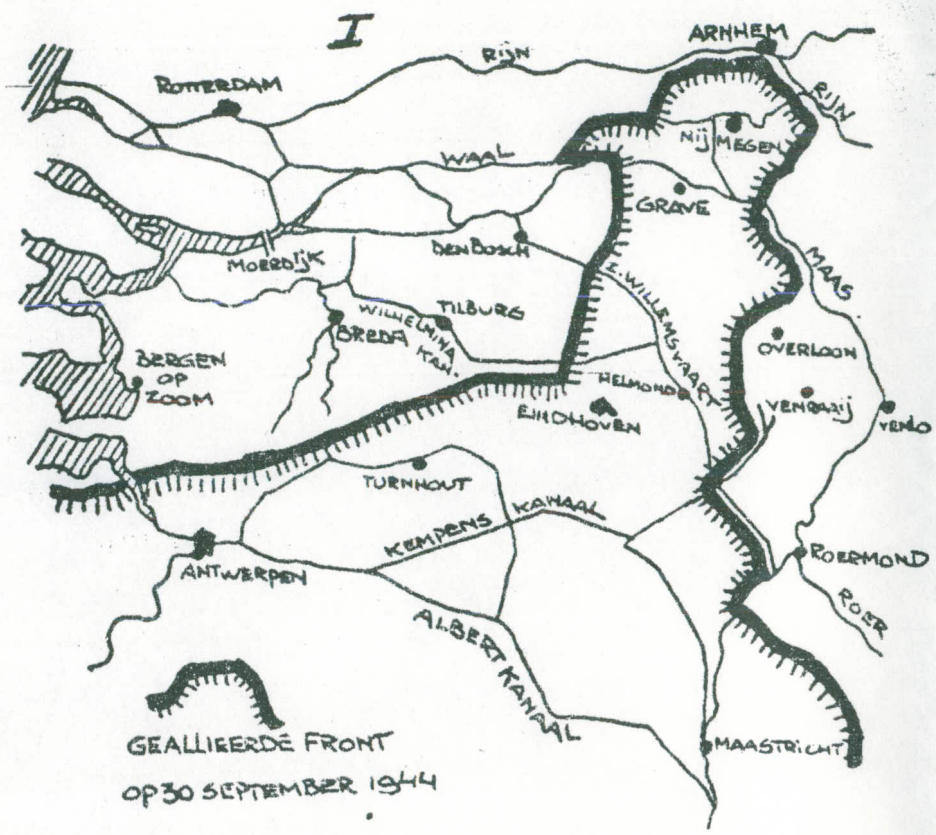 I
ARNHEM
RIJN
ROTTERDAM
RIJN
NIJMEGEN
WAAL
GRAVE
DEN BOSCH
MOERDIJK
MAAS
Z. WILLEMSVAART
TILBURG
WILHELMINA
KAN.
BREDA
OVERLOON
BERGEN
OP
ZOOM
HELMOND
VENRAIJ
EINDHOVEN
VENLO
TURNHOUT
KEMPENS KANAAL
ROERMOND
ANTWERPEN
ROER
ALBERT KANAAL
GEALLIEERDE FRONT
OP 30 SEPTEMBER 1944
MAASTRICHT